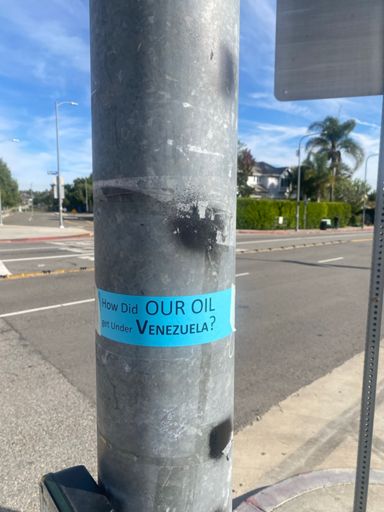 How Did OUR OIL
get Under VENEZUELA?